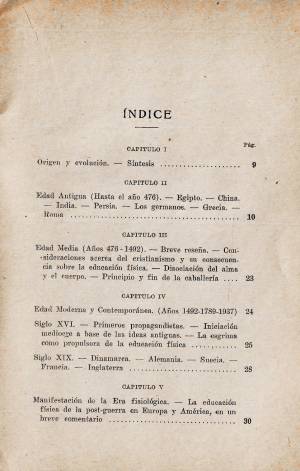 ÍNDICE
Pág.
CAPITULO I
Origen y evolución. — Síntesis .................... 9
CAPITULO II
Edad Antigua (Hasta el año 476). — Egipto. — China.
— India. — Persia. — Los germanos. — Grecia. —
Roma .................... 10
CAPITULO III
Edad Media (Años 476-1492). — Breve reseña. — Con-
sideraciones acerca del cristianismo y su consecuen-
cia sobre la educación física. — Disociación del alma
y el cuerpo. — Principio y fin de la caballería .... 23
CAPITULO IV
Edad Moderna y Contemporánea. (Años 1492-1789-1937) 24
Siglo XVI. — Primeros propagandistas. — Iniciación
medioege a base de las ideas antiguas. — La esgrima
como propulsora de la educación física .......... 25
Siglo XIX. — Dinamarca. — Alemania. — Suecia. —
Francia. — Inglaterra .................... 28
CAPITULO V
Manifestación de la Era fisiológica. — La educación
física de la post-guerra en Europa y América, en un
breve comentario .................... 30